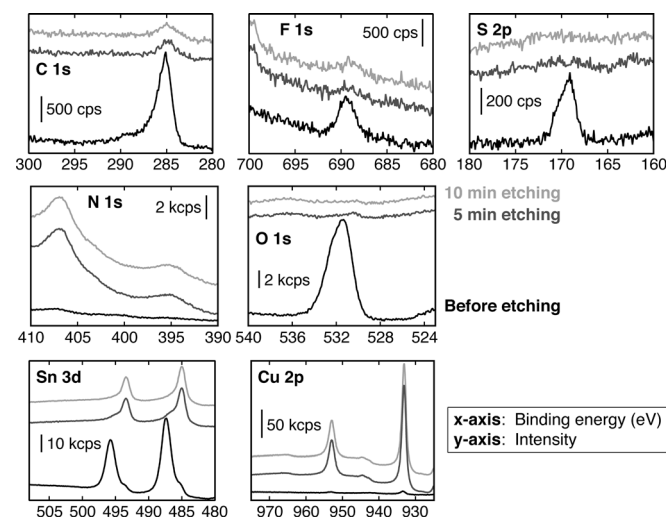 C 1s
500 cps
300 295 290 285 280
F 1s
500 cps
700 695 690 685 680
S 2p
200 cps
180 175 170 165 160
N 1s
2 kcps
410 405 400 395 390
O 1s
2 kcps
540 536 532 528 524
10 min etching
5 min etching
Before etching
Sn 3d
10 kcps
505 500 495 490 485 480
Cu 2p
50 kcps
970 960 950 940 930
x-axis: Binding energy (eV)
y-axis: Intensity